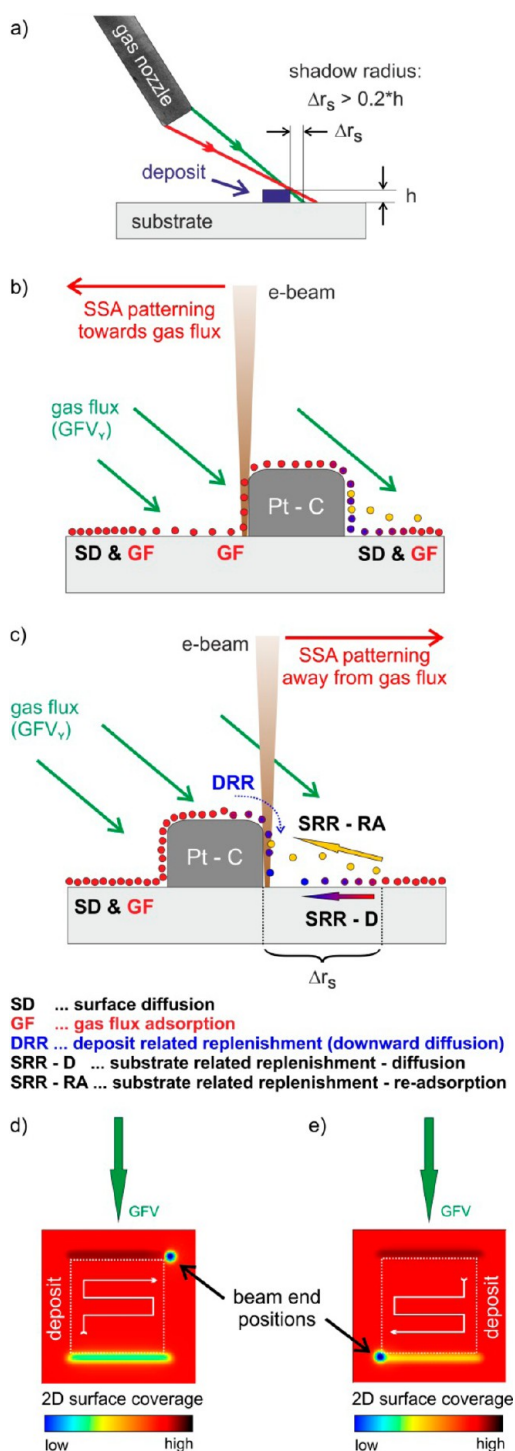 a)
gas nozzle
shadow radius:
Δrs > 0.2*h
Δrs
deposit
h
substrate
b)
e-beam
SSA patterning
towards gas flux
gas flux
(GFVY)
Pt - C
SD & GF
GF
SD & GF
c)
e-beam
SSA patterning
away from gas flux
gas flux
(GFVY)
DRR
SRR - RA
Pt - C
SD & GF
SRR - D
Δrs
SD ... surface diffusion
GF ... gas flux adsorption
DRR ... deposit related replenishment (downward diffusion)
SRR - D ... substrate related replenishment - diffusion
SRR - RA ... substrate related replenishment - re-adsorption
d)
e)
GFV
GFV
deposit
beam end
positions
deposit
2D surface coverage
2D surface coverage
low
high
low
high